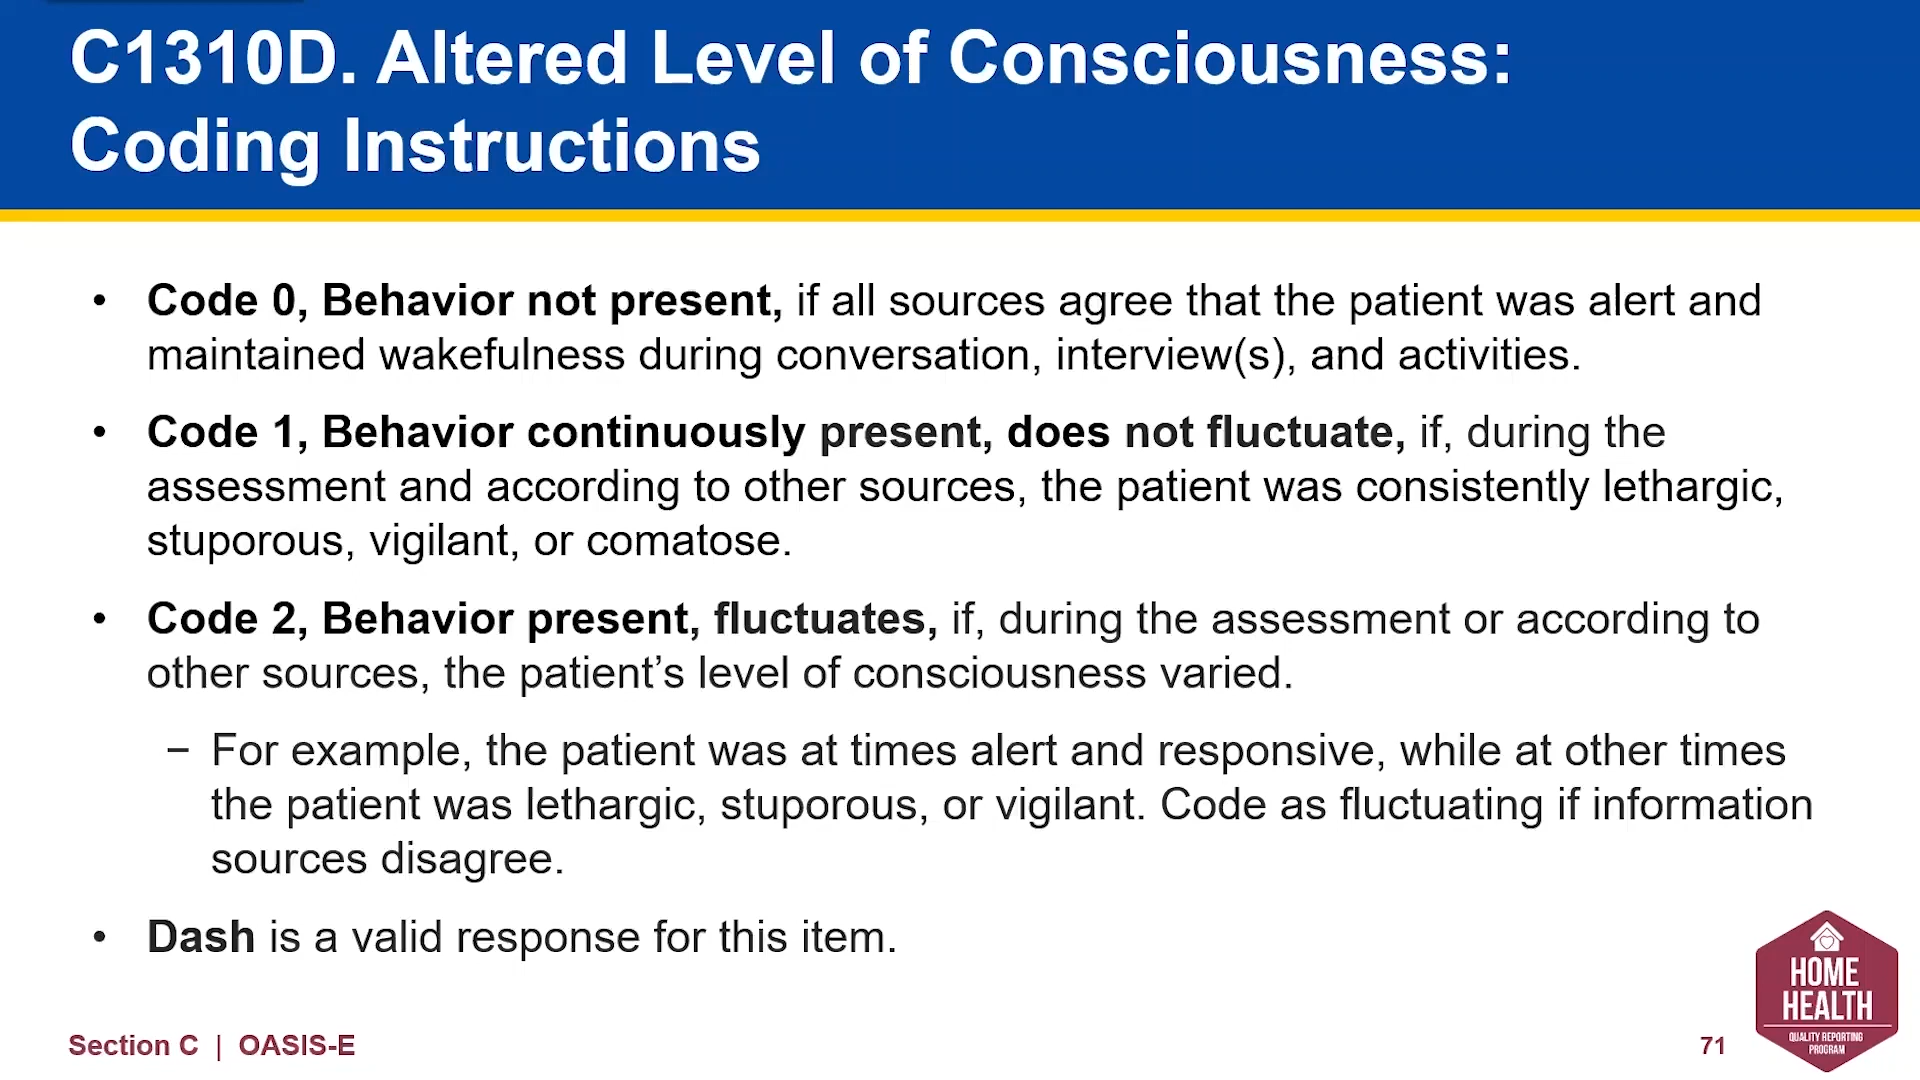 C1310D. Altered Level of Consciousness:
Coding Instructions
• Code 0, Behavior not present, if all sources agree that the patient was alert and
maintained wakefulness during conversation, interview(s), and activities.
• Code 1, Behavior continuously present, does not fluctuate, if, during the
assessment and according to other sources, the patient was consistently lethargic,
stuporous, vigilant, or comatose.
• Code 2, Behavior present, fluctuates, if, during the assessment or according to
other sources, the patient’s level of consciousness varied.
– For example, the patient was at times alert and responsive, while at other times
the patient was lethargic, stuporous, or vigilant. Code as fluctuating if information
sources disagree.
• Dash is a valid response for this item.
HOME
HEALTH
QUALITY REPORTING
PROGRAM
Section C | OASIS-E
71